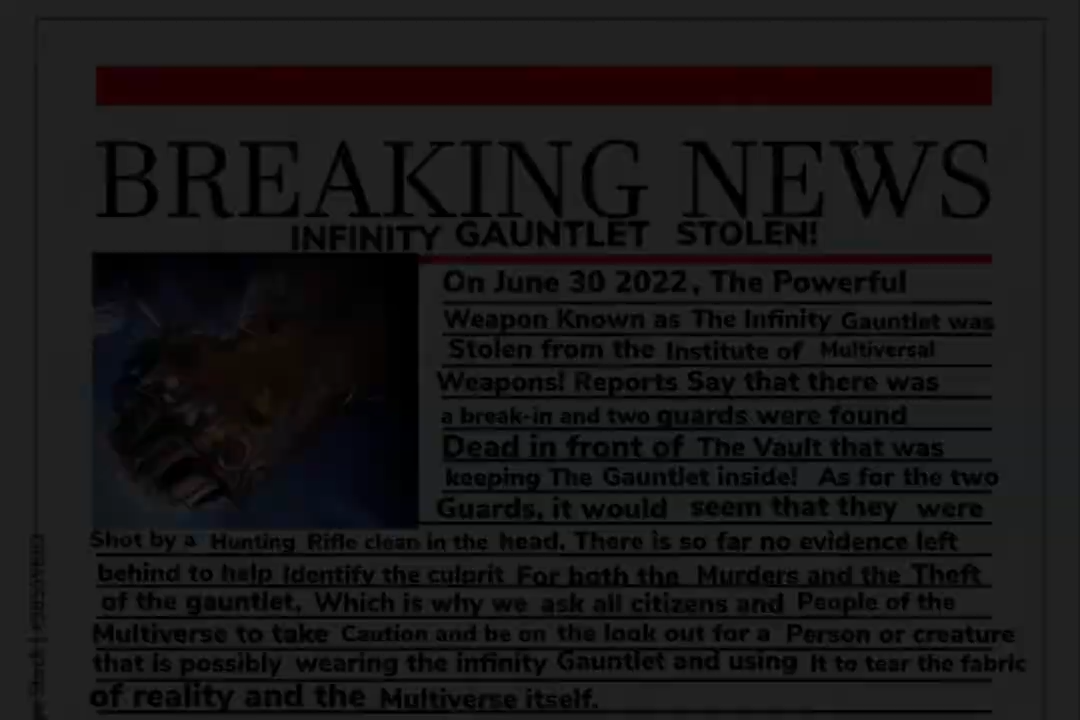 BREAKING NEWS
INFINITY GAUNTLET STOLEN!
On June 30 2022, The Powerful
Weapon Known as The Infinity Gauntlet was
Stolen from the Institute of Multiversal
Weapons! Reports Say that there was
a break-in and two guards were found
Dead in front of The Vault that was
keeping The Gauntlet inside! As for the two
Guards, it would seem that they were
Shot by a Hunting Rifle clean in the head. There is so far no evidence left
behind to help Identify the culprit For both the Murders and the Theft
of the gauntlet, Which is why we ask all citizens and People of the
Multiverse to take Caution and be on the look out for a Person or creature
that is possibly wearing the infinity Gauntlet and using It to tear the fabric
of reality and the Multiverse itself.